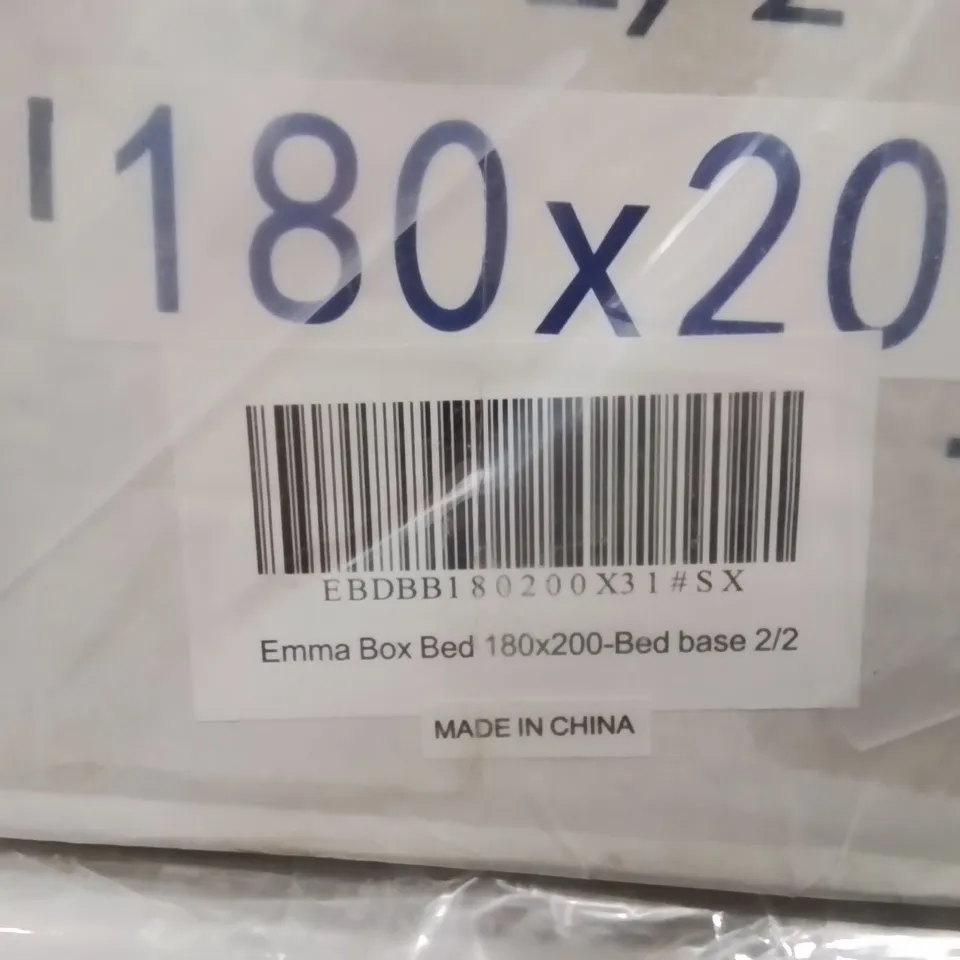 180x20
EBDBB180200X31#SX
Emma Box Bed 180x200-Bed base 2/2
MADE IN CHINA